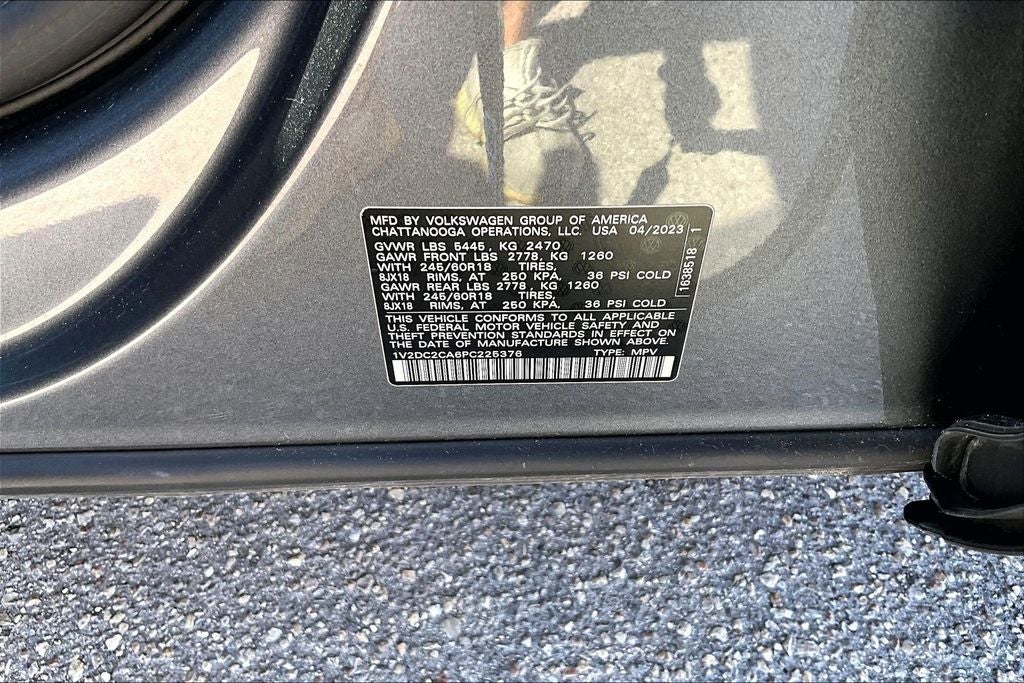 MFD BY VOLKSWAGEN GROUP OF AMERICA
CHATTANOOGA OPERATIONS, LLC. USA 04/2023
GVWR LBS 5445, KG 2470
GAWR FRONT LBS 2778, KG 1260
WITH 245/60R18 TIRES,
8JX18 RIMS, AT 250 KPA, 36 PSI COLD
GAWR REAR LBS 2778, KG 1260
WITH 245/60R18 TIRES,
8JX18 RIMS, AT 250 KPA, 36 PSI COLD
THIS VEHICLE CONFORMS TO ALL APPLICABLE
U.S. FEDERAL MOTOR VEHICLE SAFETY AND
THEFT PREVENTION STANDARDS IN EFFECT ON
THE DATE OF MANUFACTURE SHOWN ABOVE.
1V2DC2CA6PC225376 TYPE: MPV
1638518 1